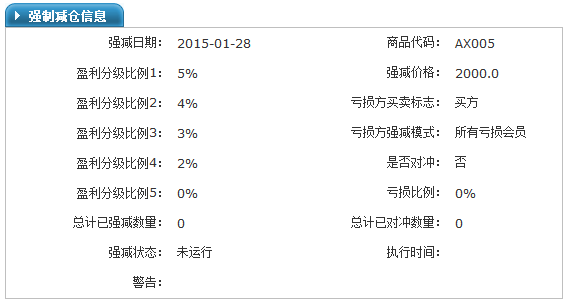 强制减仓信息
强减日期： 2015-01-28 商品代码： AX005
盈利分级比例1： 5% 强减价格： 2000.0
盈利分级比例2： 4% 亏损方买卖标志： 买方
盈利分级比例3： 3% 亏损方强减模式： 所有亏损会员
盈利分级比例4： 2% 是否对冲： 否
盈利分级比例5： 0% 亏损比例： 0%
总计已强减数量： 0 总计已对冲数量： 0
强减状态： 未运行 执行时间：
警告：